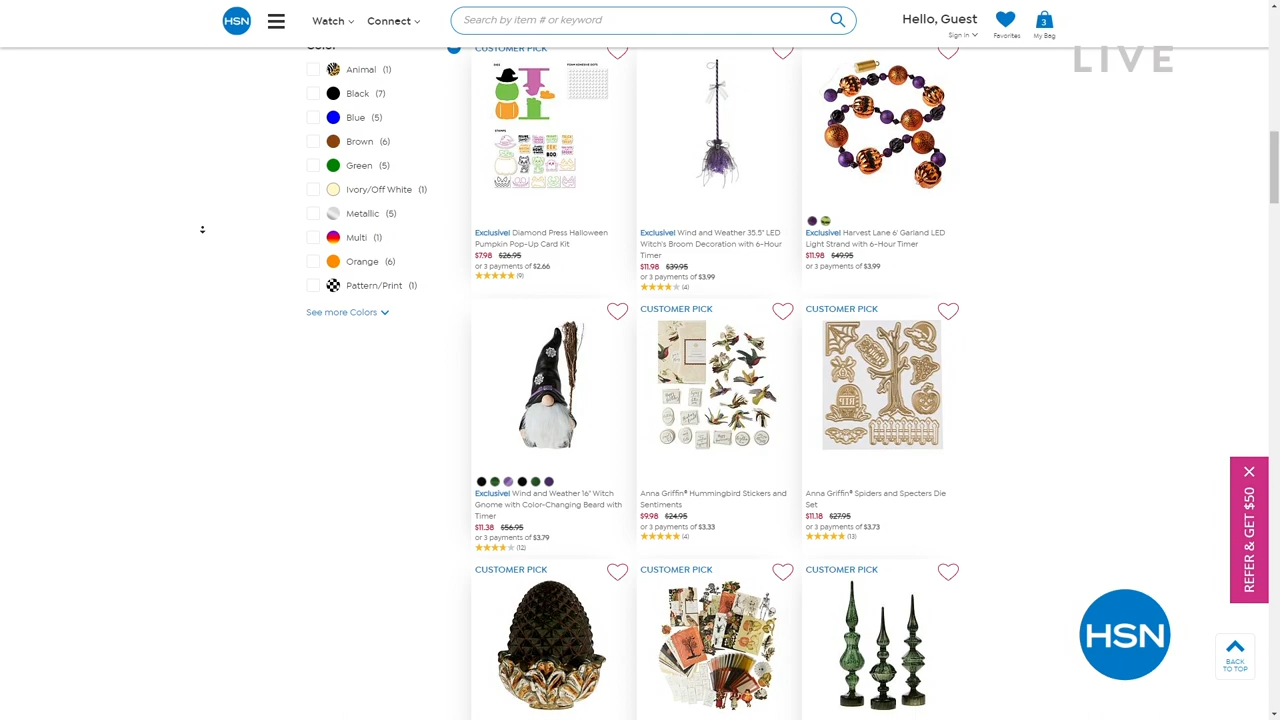 HSN
Watch
Connect
Search by item # or keyword
Hello, Guest
Sign In
Favorites
3
My Bag
LIVE
Color
Animal (1)
Black (7)
Blue (5)
Brown (6)
Green (5)
Ivory/Off White (1)
Metallic (5)
Multi (1)
Orange (6)
Pattern/Print (1)
See more Colors
CUSTOMER PICK
Exclusive! Diamond Press Halloween
Pumpkin Pop-Up Card Kit
$7.98 $26.95
or 3 payments of $2.66
(9)
Exclusive! Wind and Weather 35.5" LED
Witch's Broom Decoration with 6-Hour
Timer
$11.98 $39.95
or 3 payments of $3.99
(4)
Exclusive! Harvest Lane 6' Garland LED
Light Strand with 6-Hour Timer
$11.98 $49.95
or 3 payments of $3.99
Exclusive! Wind and Weather 16" Witch
Gnome with Color-Changing Beard with
Timer
$11.38 $56.95
or 3 payments of $3.79
(12)
CUSTOMER PICK
Anna Griffin® Hummingbird Stickers and
Sentiments
$9.98 $24.95
or 3 payments of $3.33
(4)
CUSTOMER PICK
RIP
Anna Griffin® Spiders and Specters Die
Set
$11.18 $27.95
or 3 payments of $3.73
(13)
CUSTOMER PICK
CUSTOMER PICK
CUSTOMER PICK
REFER & GET $50
HSN
BACK
TO TOP